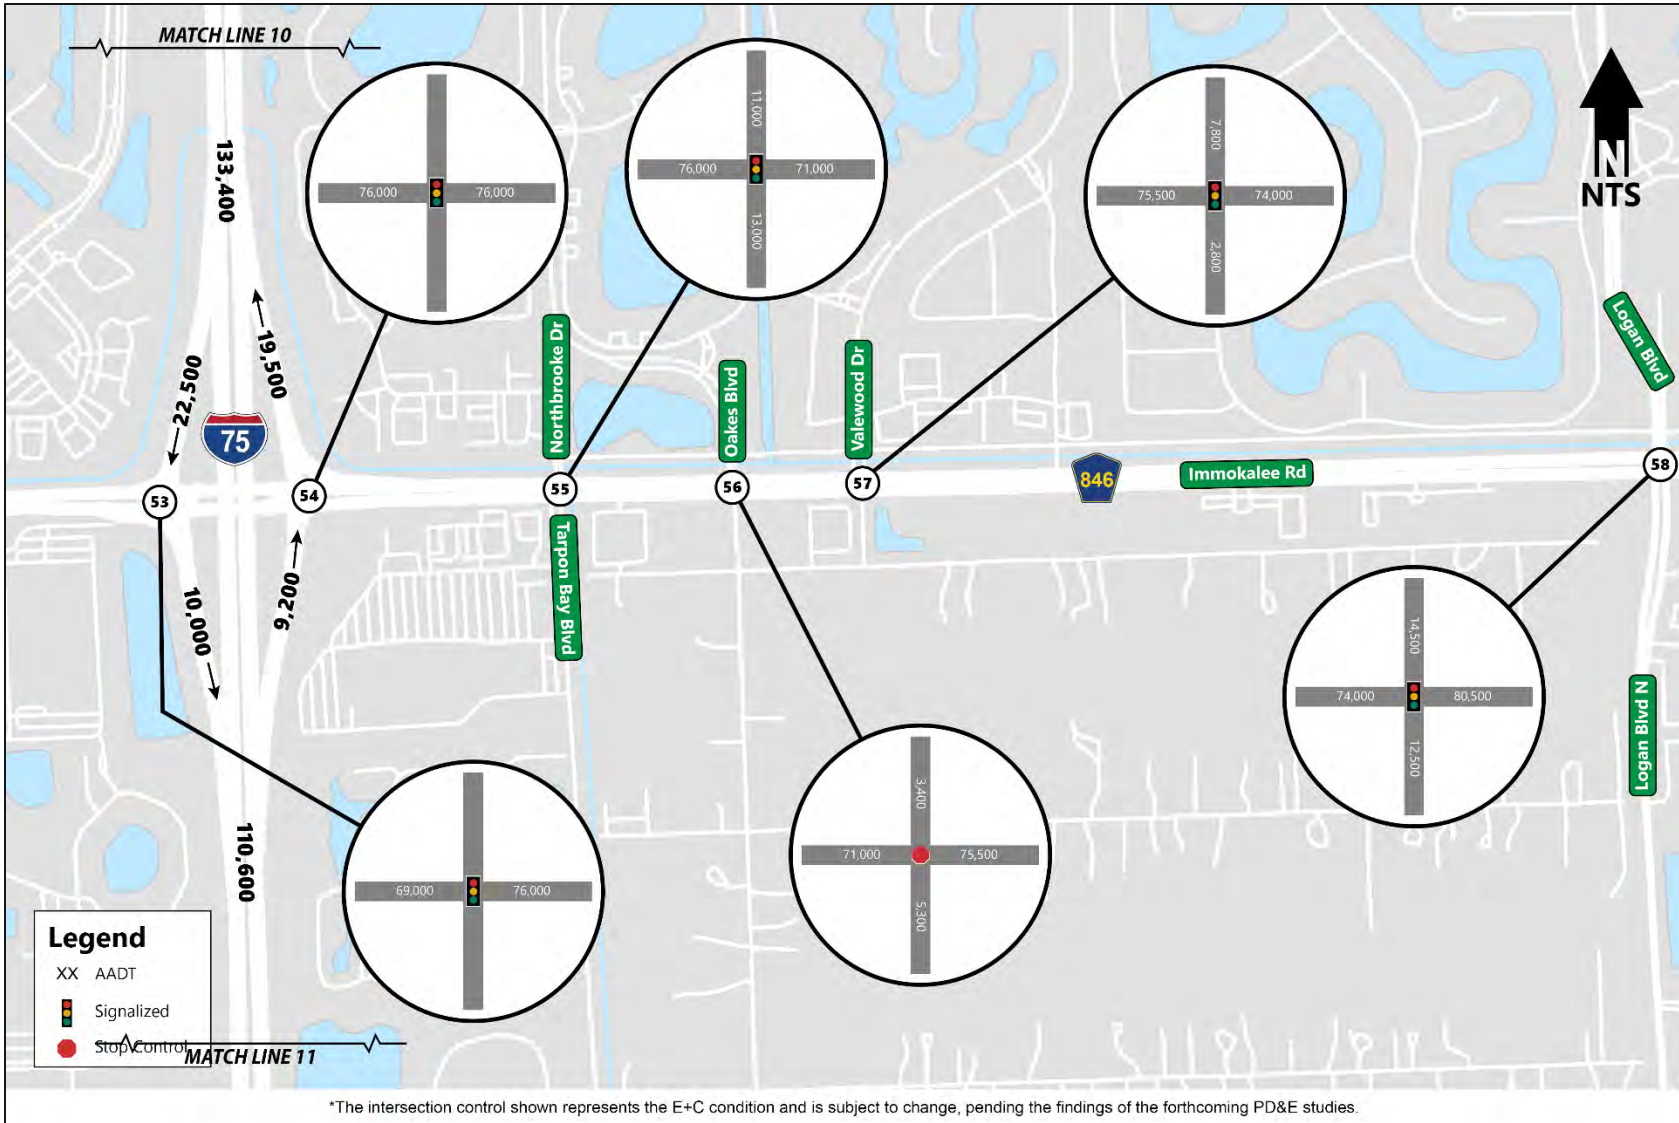 MATCH LINE 10
133,400
22,500
19,500
75
10,000
9,200
110,600
76,000 76,000
11,000
76,000 71,000
13,000
7,800
75,500 74,000
2,800
N
NTS
Northbrooke Dr
Oakes Blvd
Valewood Dr
Logan Blvd
53
54
55
56
57
58
846
Immokalee Rd
Tarpon Bay Blvd
Logan Blvd N
14,500
74,000 80,500
12,500
3,400
71,000 75,500
5,300
69,000 76,000
Legend
XX AADT
Signalized
Stop Control
MATCH LINE 11
*The intersection control shown represents the E+C condition and is subject to change, pending the findings of the forthcoming PD&E studies.